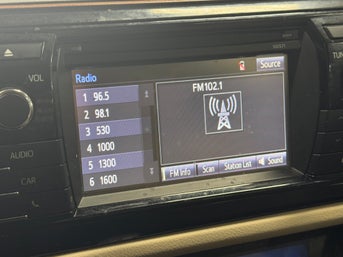 VOL
AUDIO
CAR
Radio
Source
1 96.5
2 98.1
3 530
4 1000
5 1300
6 1600
FM102.1
FM Info
Scan
Station List
Sound